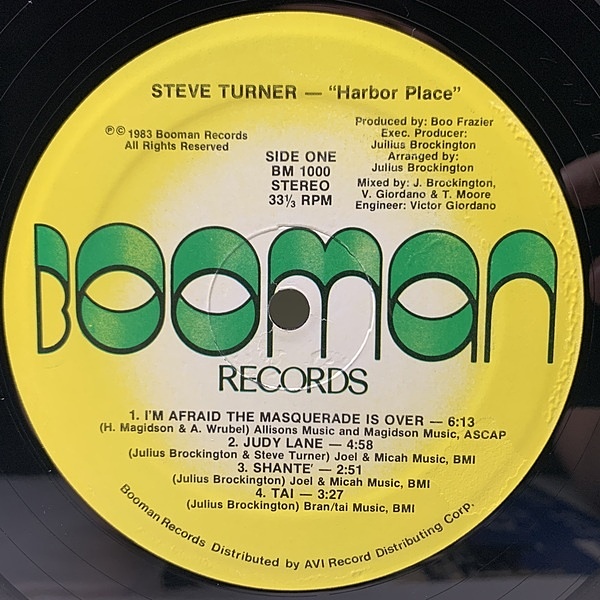 STEVE TURNER — “Harbor Place”
℗© 1983 Booman Records
All Rights Reserved
SIDE ONE
BM 1000
STEREO
33⅓ RPM
Produced by: Boo Frazier
Exec. Producer:
Juilius Brockington
Arranged by:
Julius Brockington
Mixed by: J. Brockington,
V. Giordano & T. Moore
Engineer: Victor Giordano
BOOMAN
RECORDS
1. I'M AFRAID THE MASQUERADE IS OVER — 6:13
(H. Magidson & A. Wrubel) Allisons Music and Magidson Music, ASCAP
2. JUDY LANE — 4:58
(Julius Brockington & Steve Turner) Joel & Micah Music, BMI
3. SHANTE' — 2:51
(Julius Brockington) Joel & Micah Music, BMI
4. TAI — 3:27
(Julius Brockington) Bran/tai Music, BMI
Booman Records Distributed by AVI Record Distributing Corp.